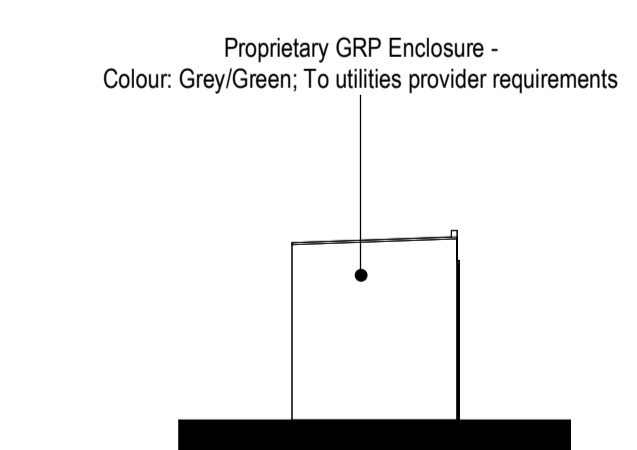 Proprietary GRP Enclosure -
Colour: Grey/Green; To utilities provider requirements